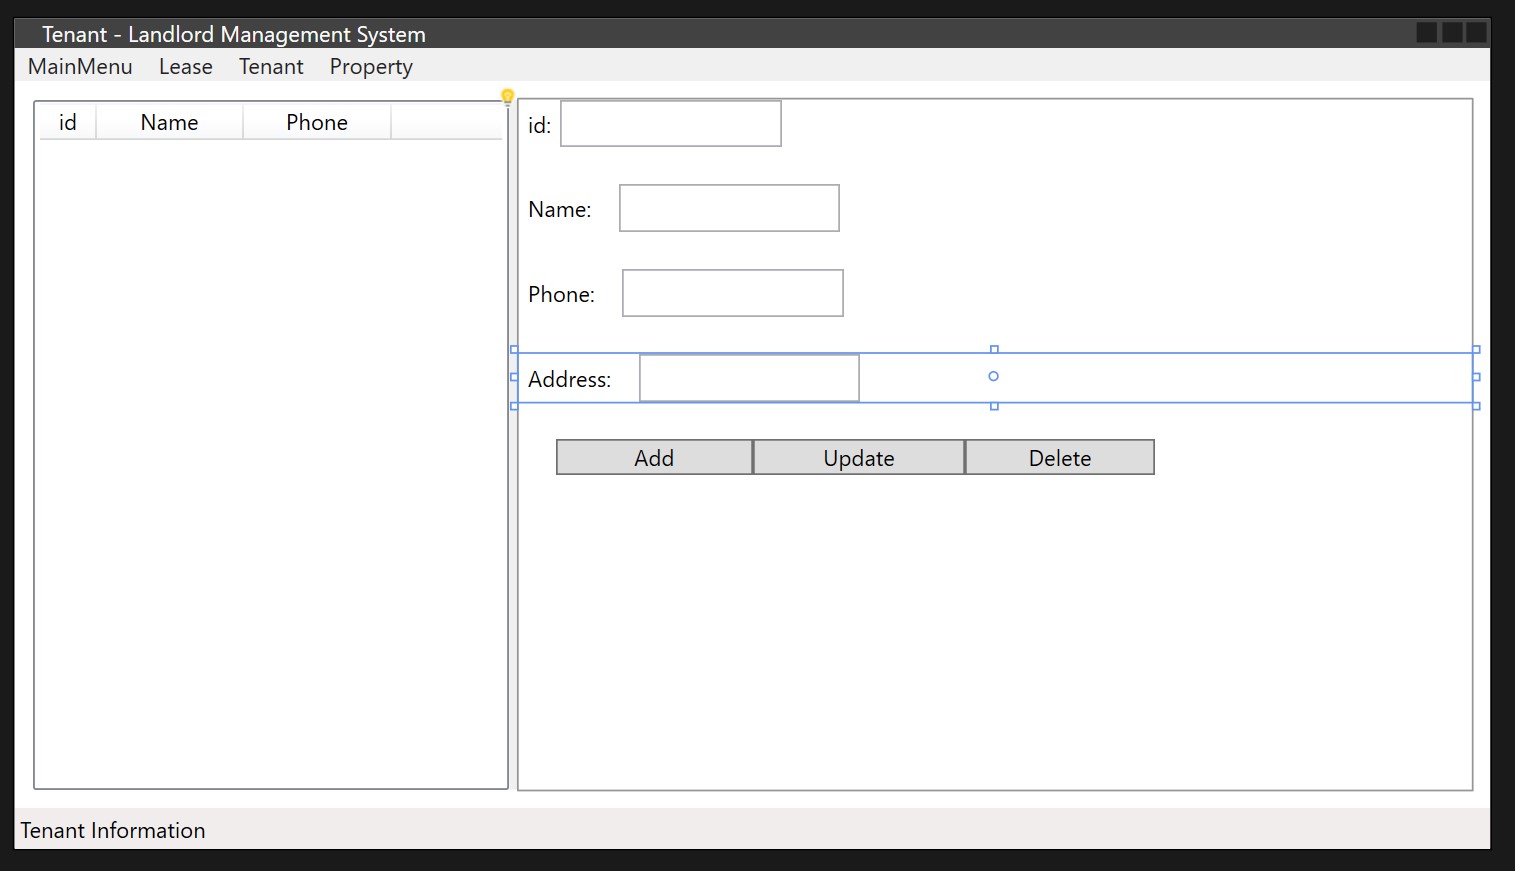 Tenant - Landlord Management System
MainMenu Lease Tenant Property
id Name Phone
id:
Name:
Phone:
Address:
Add Update Delete
Tenant Information